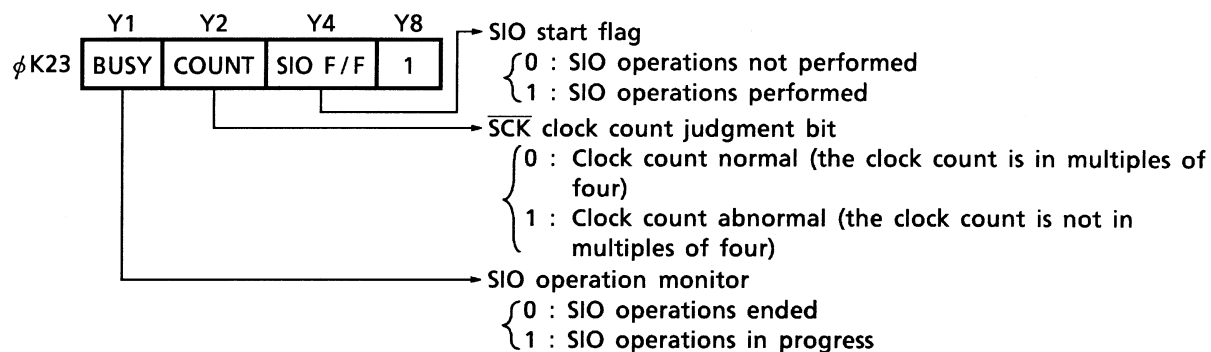 Y1 Y2 Y4 Y8
ϕK23 BUSY COUNT SIO F/F 1
SIO start flag
0 : SIO operations not performed
1 : SIO operations performed
S̅C̅K̅ clock count judgment bit
0 : Clock count normal (the clock count is in multiples of
four)
1 : Clock count abnormal (the clock count is not in
multiples of four)
SIO operation monitor
0 : SIO operations ended
1 : SIO operations in progress